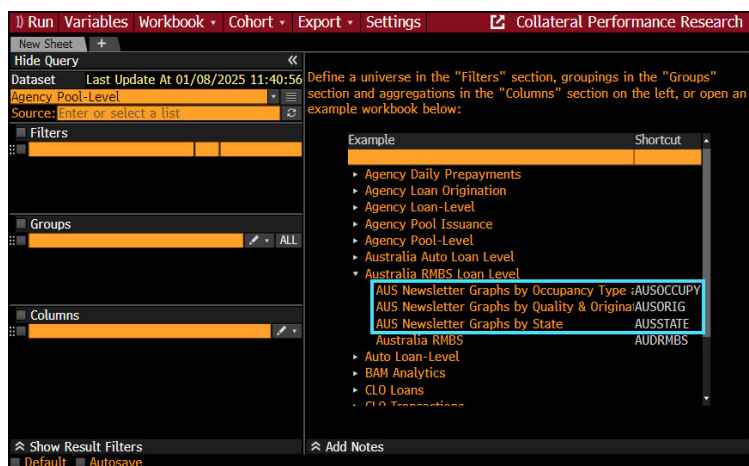 1) Run Variables Workbook Cohort Export Settings Collateral Performance Research
New Sheet +
Hide Query «
Dataset Last Update At 01/08/2025 11:40:56
Agency Pool-Level
Source: Enter or select a list
Filters
Groups
ALL
Columns
Show Result Filters
Default Autosave
Define a universe in the "Filters" section, groupings in the "Groups"
section and aggregations in the "Columns" section on the left, or open an
example workbook below:
Example Shortcut
Agency Daily Prepayments
Agency Loan Origination
Agency Loan-Level
Agency Pool Issuance
Agency Pool-Level
Australia Auto Loan Level
Australia RMBS Loan Level
AUS Newsletter Graphs by Occupancy Type AUSOCCUPY
AUS Newsletter Graphs by Quality & Originat AUSORIG
AUS Newsletter Graphs by State AUSSTATE
Australia RMBS AUDRMBS
Auto Loan-Level
BAM Analytics
CLO Loans
CLO Transactions
Add Notes